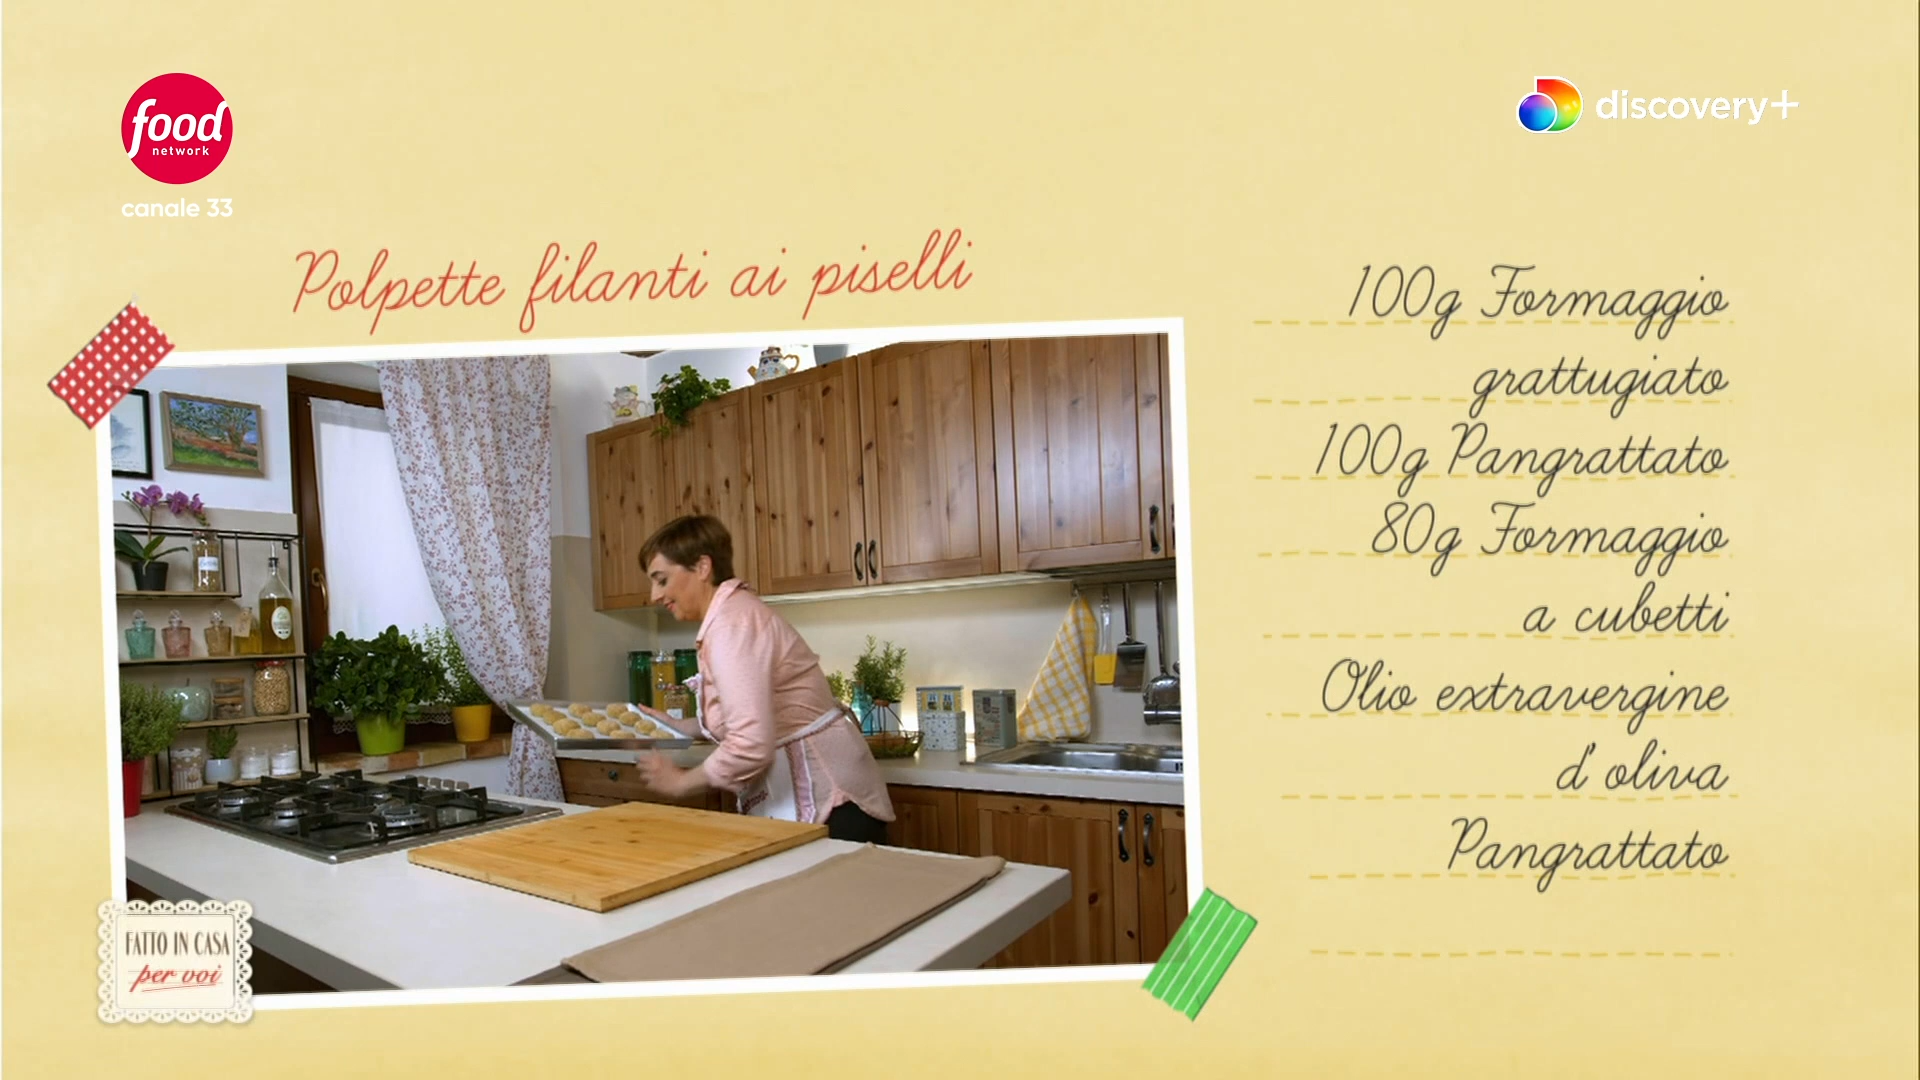 food
network
canale 33
discovery+
Polpette filanti ai piselli
100g Formaggio
grattugiato
100g Pangrattato
80g Formaggio
a cubetti
Olio extravergine
d'oliva
Pangrattato
FATTO IN CASA
per voi